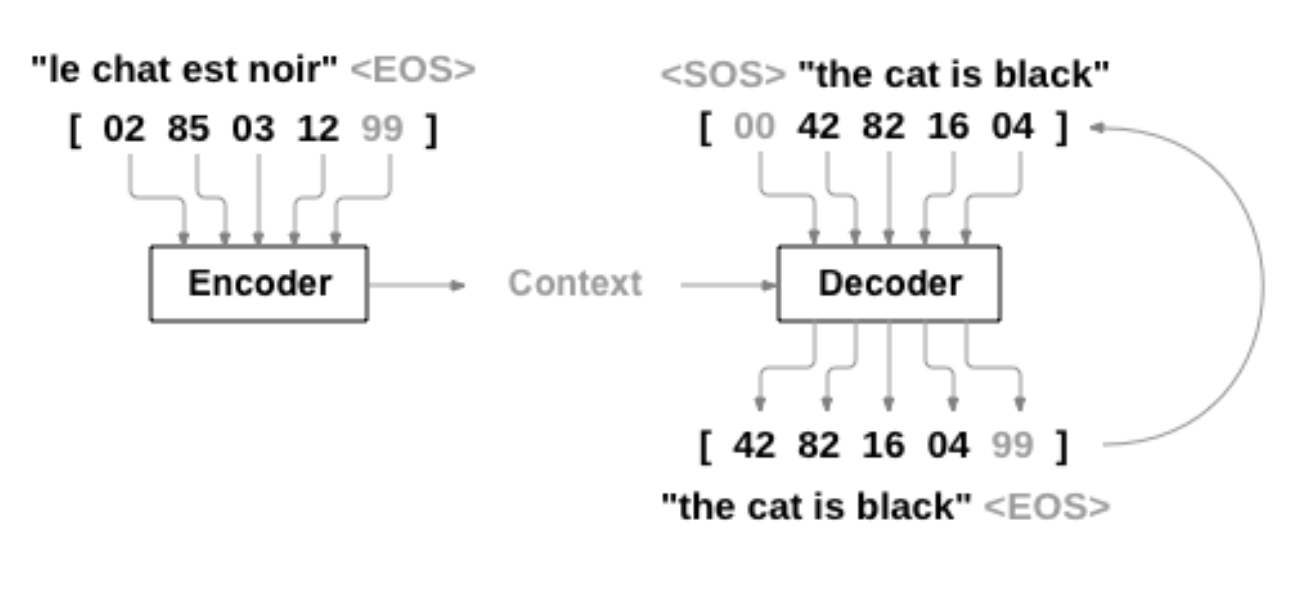 "le chat est noir" <EOS>
[ 02 85 03 12 99 ]
Encoder
Context
<SOS> "the cat is black"
[ 00 42 82 16 04 ]
Decoder
[ 42 82 16 04 99 ]
"the cat is black" <EOS>